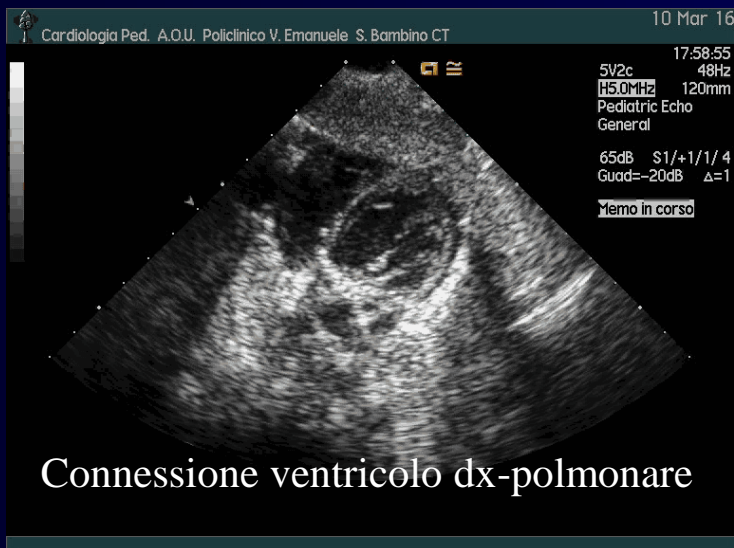 10 Mar 16
Cardiologia Ped. A.O.U. Policlinico V. Emanuele S. Bambino CT
17:58:55
5V2c 48Hz
H5.0MHz 120mm
Pediatric Echo
General
65dB S1/+1/1/4
Guad=-20dB Δ=1
Memo in corso
Connessione ventricolo dx-polmonare